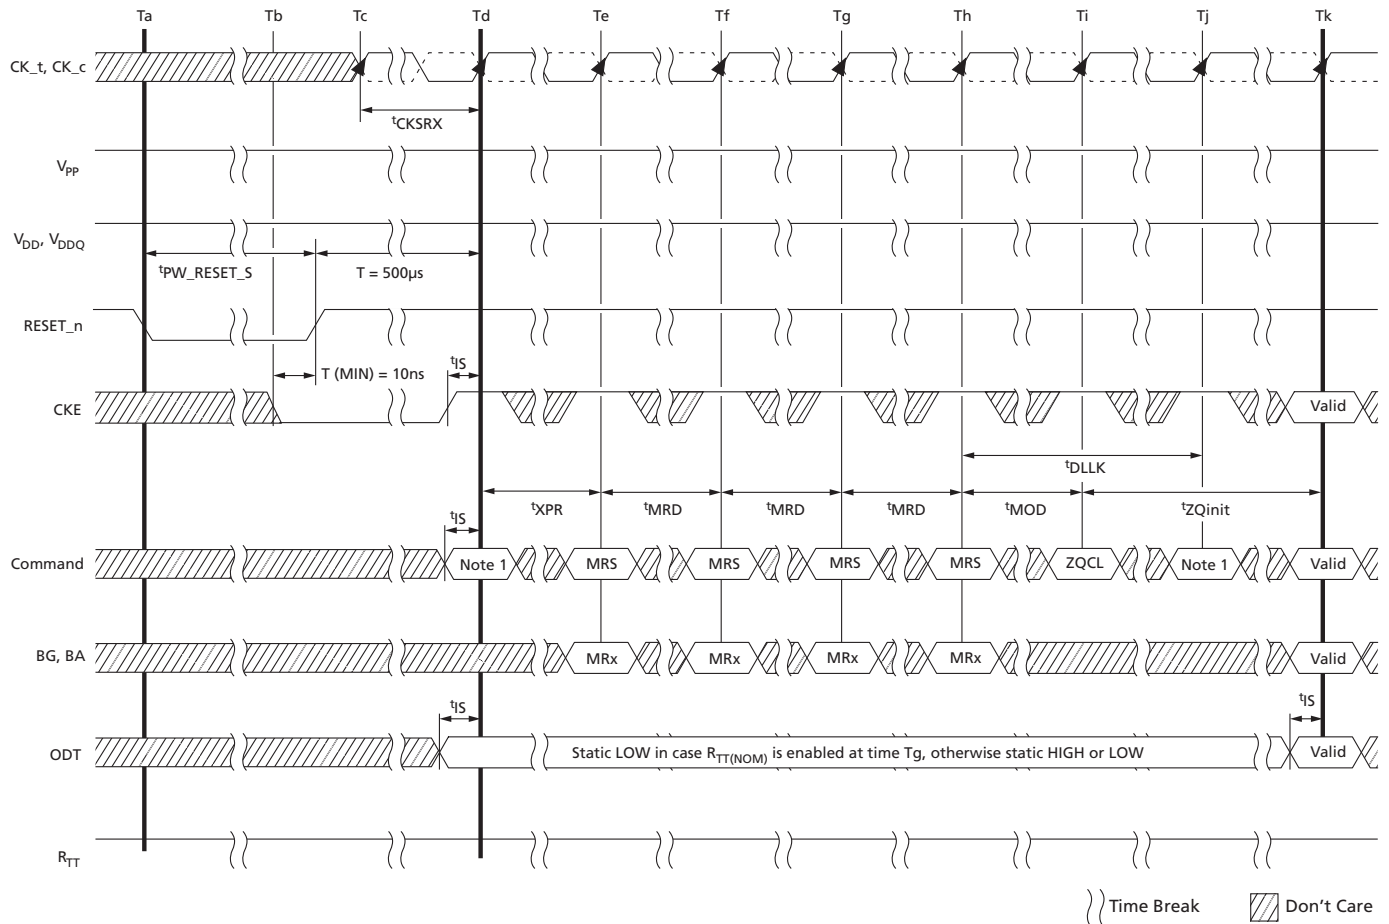 Ta Tb Tc Td Te Tf Tg Th Ti Tj Tk
CK_t, CK_c
tCKSRX
VPP
VDD, VDDQ
tPW_RESET_S T = 500µs
RESET_n
T (MIN) = 10ns tIS
CKE Valid
tDLLK
tXPR tMRD tMRD tMRD tMOD tZQinit
tIS
Command Note 1 MRS MRS MRS MRS ZQCL Note 1 Valid
BG, BA MRx MRx MRx MRx Valid
tIS tIS
ODT Static LOW in case RTT(NOM) is enabled at time Tg, otherwise static HIGH or LOW Valid
RTT
Time Break Don't Care